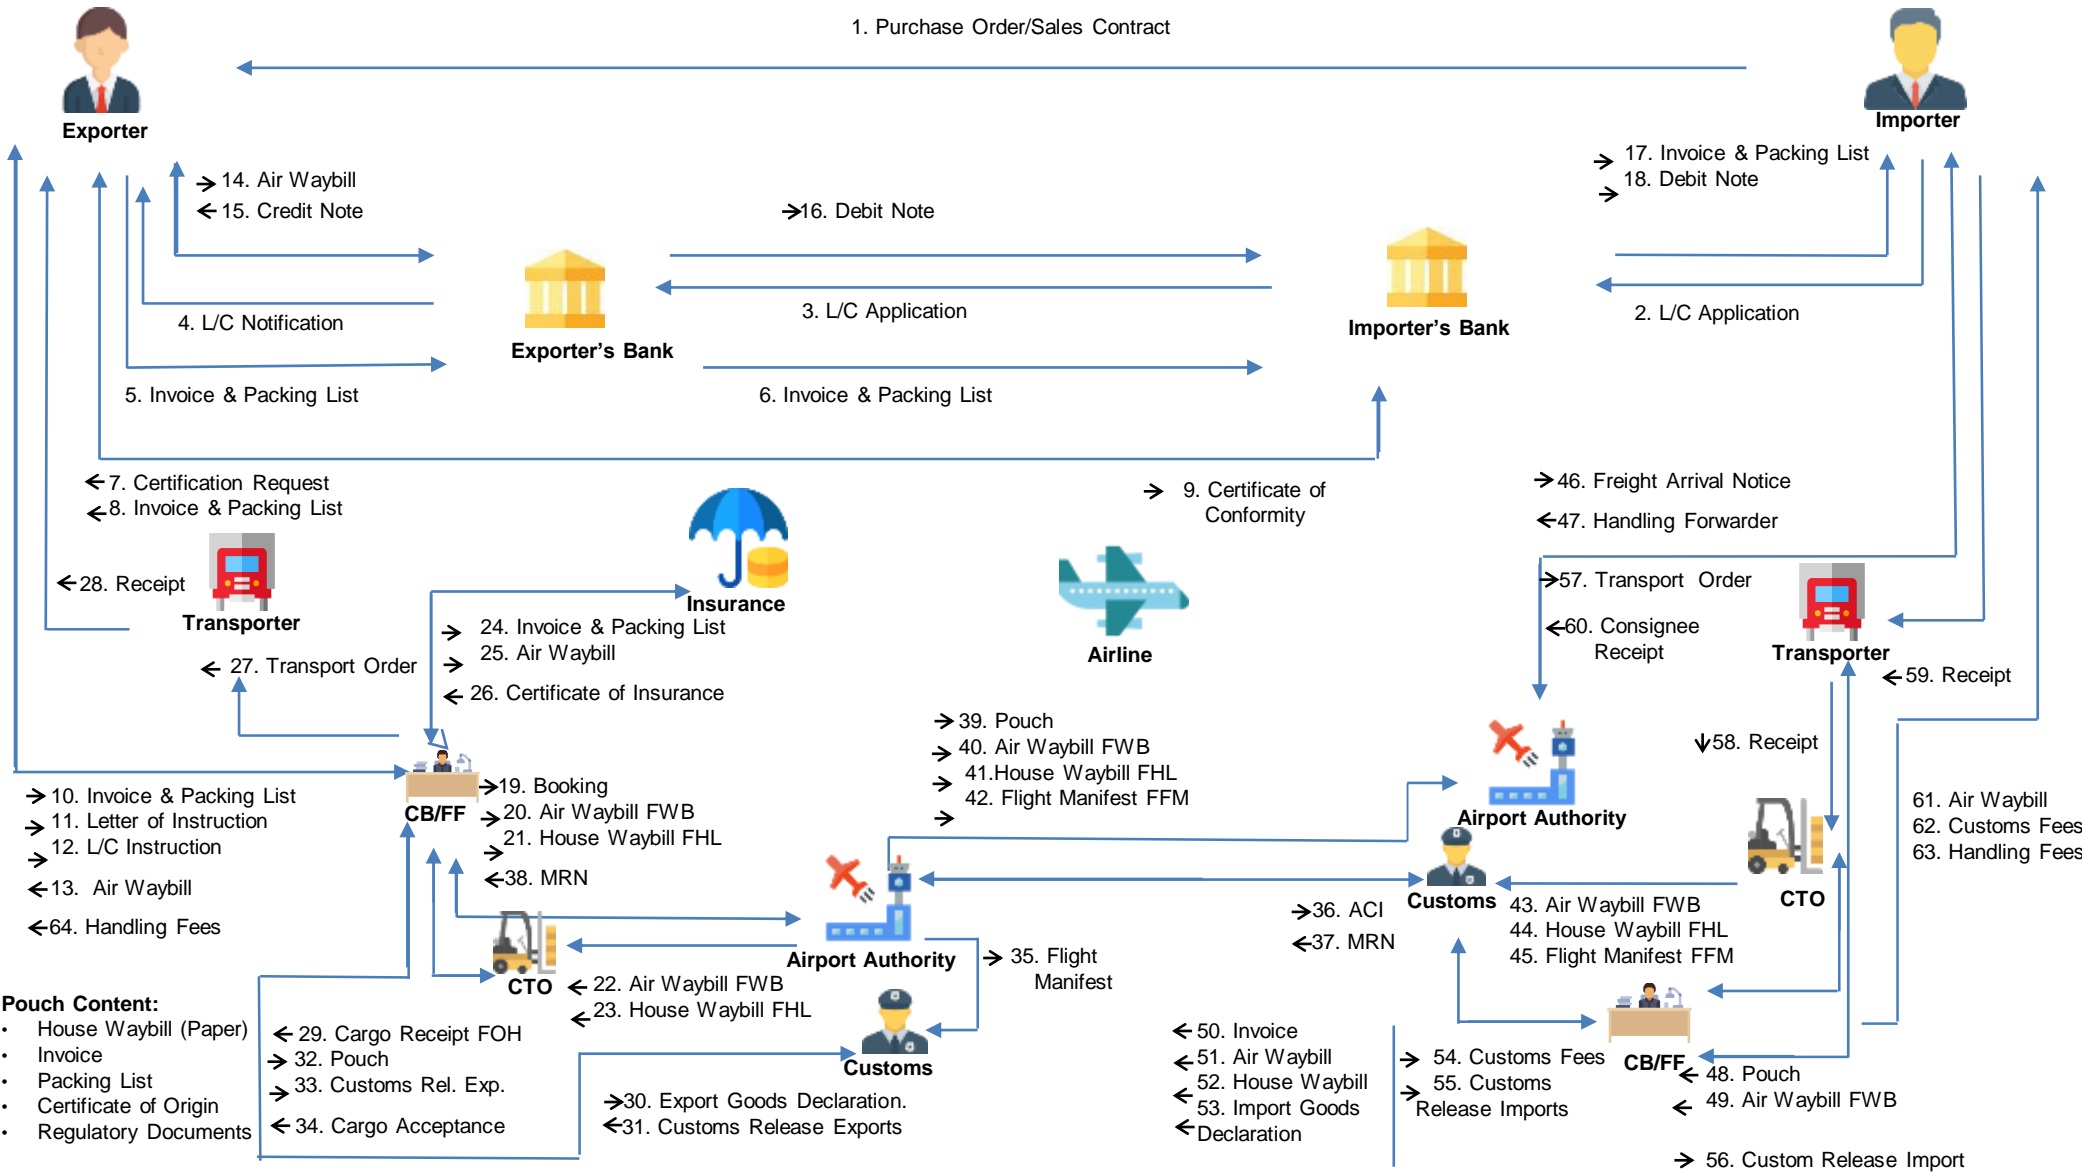 1. Purchase Order/Sales Contract
Exporter
Importer
14. Air Waybill
15. Credit Note
16. Debit Note
17. Invoice & Packing List
18. Debit Note
4. L/C Notification
3. L/C Application
2. L/C Application
Exporter's Bank
Importer's Bank
5. Invoice & Packing List
6. Invoice & Packing List
7. Certification Request
8. Invoice & Packing List
9. Certificate of
Conformity
46. Freight Arrival Notice
47. Handling Forwarder
28. Receipt
Transporter
Insurance
Airline
57. Transport Order
60. Consignee
Receipt
Transporter
59. Receipt
24. Invoice & Packing List
25. Air Waybill
26. Certificate of Insurance
27. Transport Order
39. Pouch
40. Air Waybill FWB
41.House Waybill FHL
42. Flight Manifest FFM
58. Receipt
CB/FF
19. Booking
20. Air Waybill FWB
21. House Waybill FHL
38. MRN
10. Invoice & Packing List
11. Letter of Instruction
12. L/C Instruction
13. Air Waybill
64. Handling Fees
Airport Authority
61. Air Waybill
62. Customs Fees
63. Handling Fees
Customs
CTO
36. ACI
37. MRN
43. Air Waybill FWB
44. House Waybill FHL
45. Flight Manifest FFM
Airport Authority
35. Flight
Manifest
CTO
22. Air Waybill FWB
23. House Waybill FHL
Pouch Content:
• House Waybill (Paper)
• Invoice
• Packing List
• Certificate of Origin
• Regulatory Documents
29. Cargo Receipt FOH
32. Pouch
33. Customs Rel. Exp.
34. Cargo Acceptance
Customs
30. Export Goods Declaration.
31. Customs Release Exports
50. Invoice
51. Air Waybill
52. House Waybill
53. Import Goods
Declaration
54. Customs Fees
55. Customs
Release Imports
CB/FF
48. Pouch
49. Air Waybill FWB
56. Custom Release Import